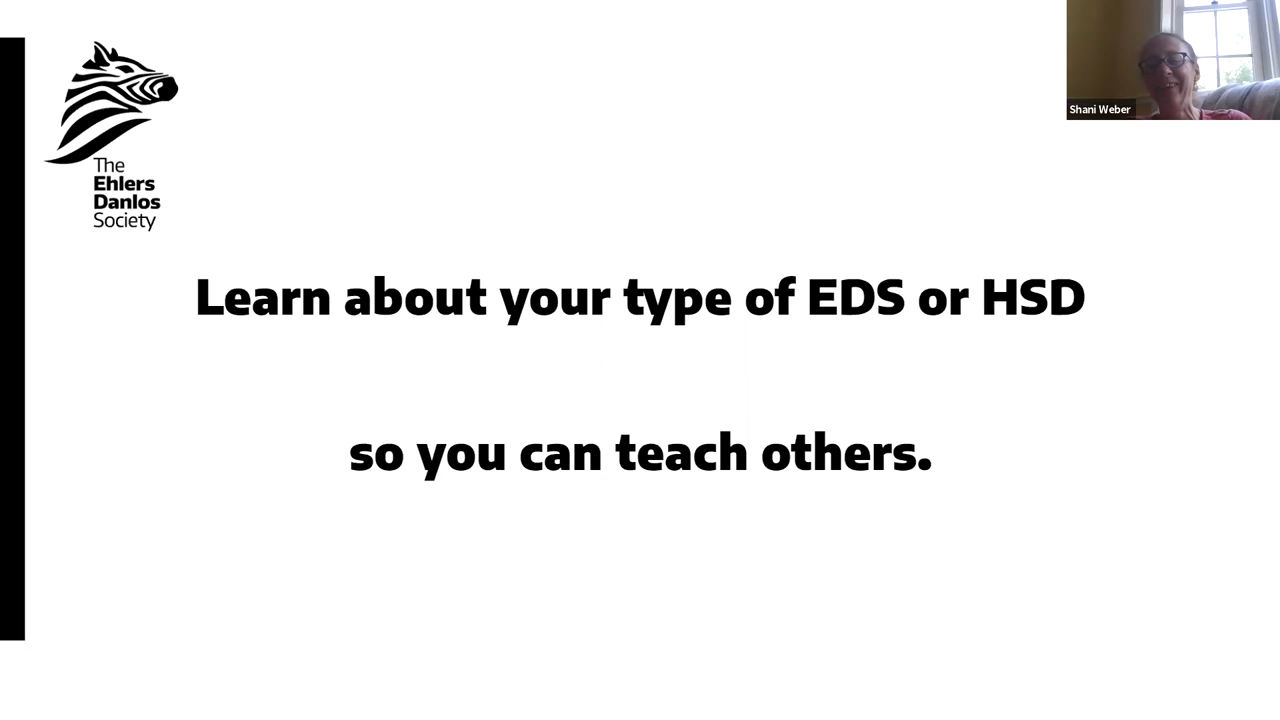 The
Ehlers
Danlos
Society
Shani Weber
Learn about your type of EDS or HSD
so you can teach others.